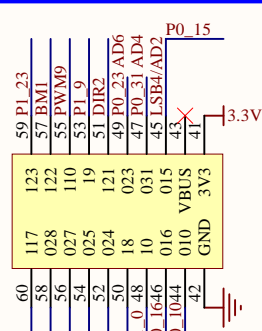 P0_15
59 P1_23
57 BM1
55 PWM9
53 P1_9
51 DIR2
49 P0_23 AD6
47 P0_31 AD4
45 LSB4/AD2
43
41
3.3V
123
122
110
19
121
023
031
015
VBUS
3V3
117
028
027
025
024
18
10
016
010
GND
60
58
56
54
52
50
48
46
44
42